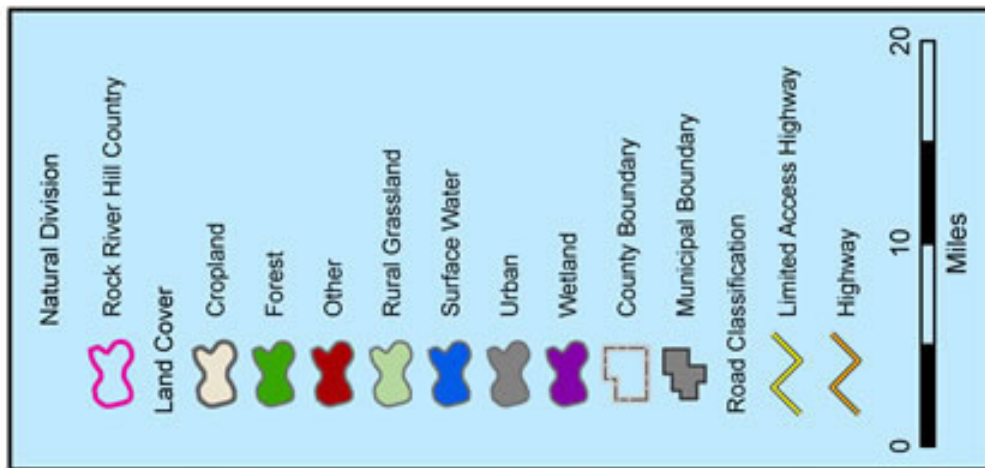 Natural Division
Rock River Hill Country
Land Cover
Cropland
Forest
Other
Rural Grassland
Surface Water
Urban
Wetland
County Boundary
Municipal Boundary
Road Classification
Limited Access Highway
Highway
0 10 20
Miles